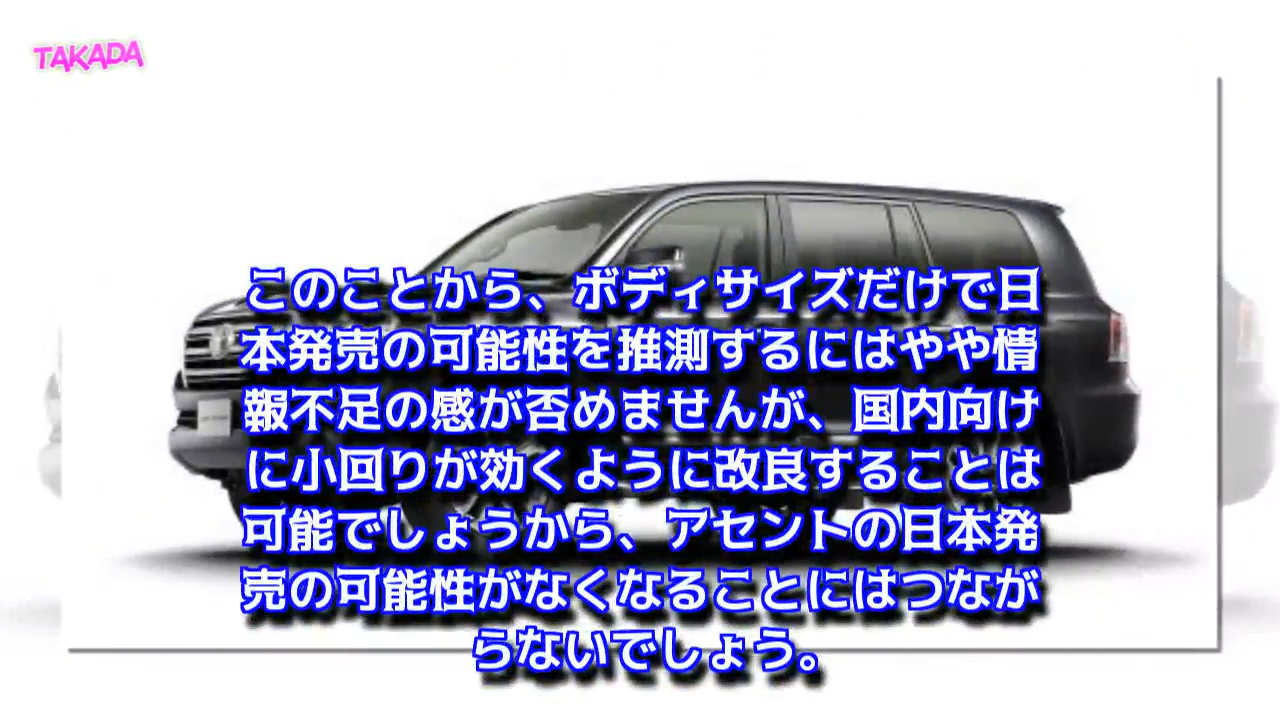 TAKADA
このことから、ボディサイズだけで日
本発売の可能性を推測するにはやや情
報不足の感が否めませんが、国内向け
に小回りが効くように改良することは
可能でしょうから、アセントの日本発
売の可能性がなくなることにはつなが
らないでしょう。